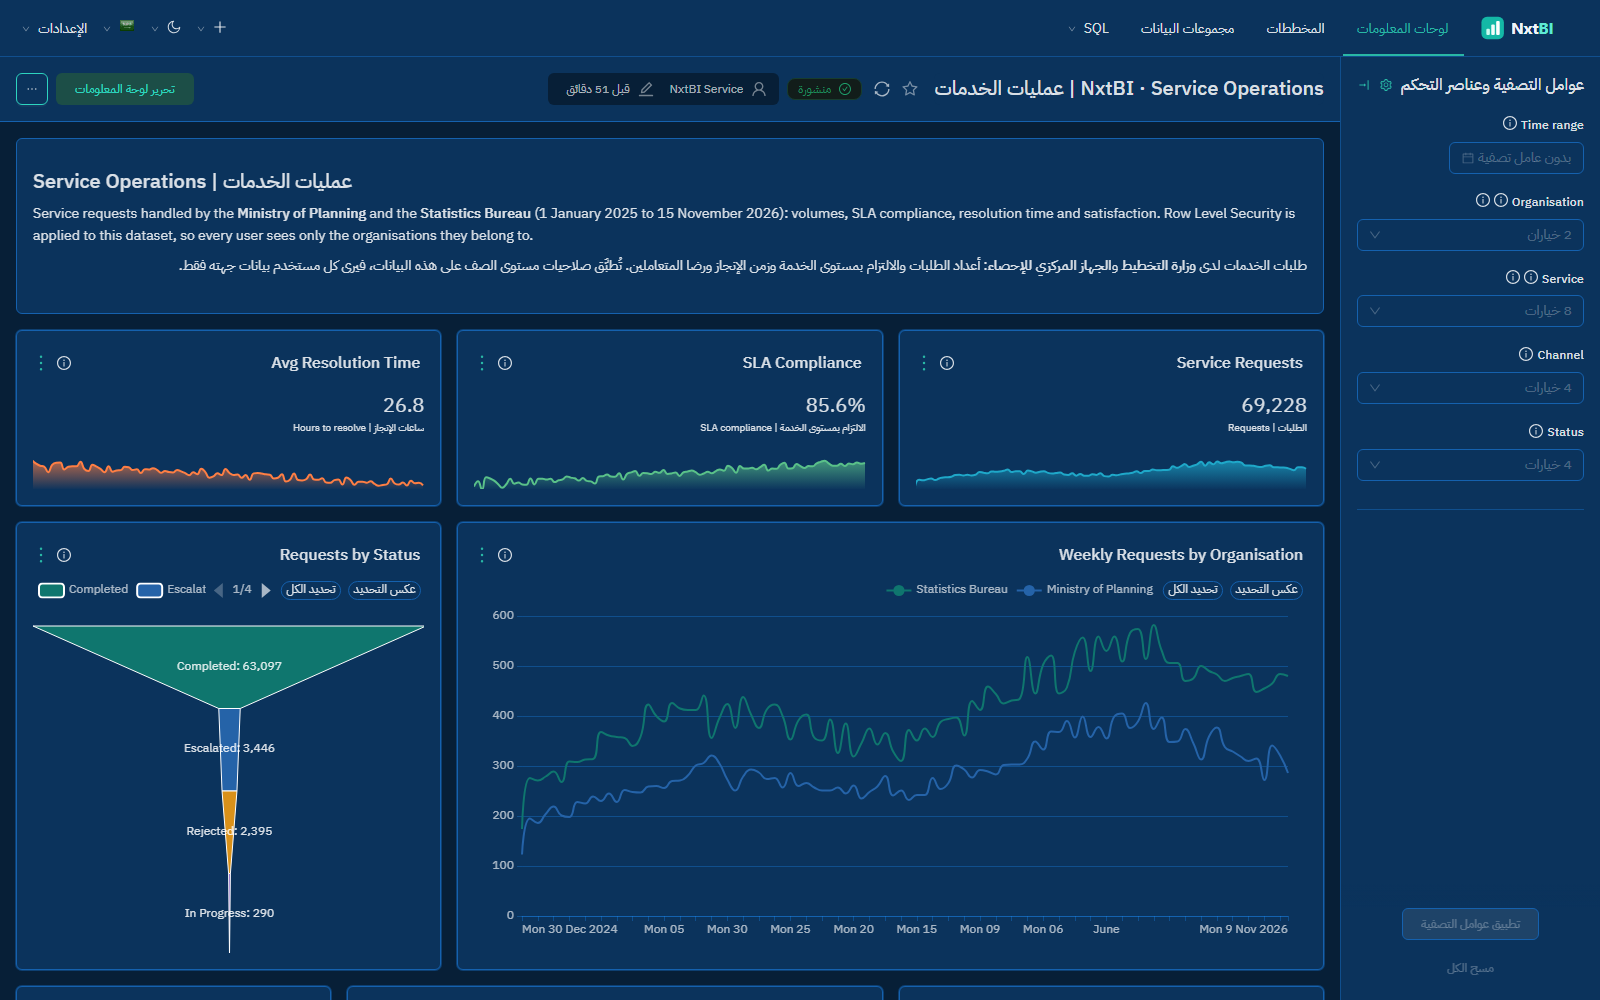 NxtBI
لوحات المعلومات
المخططات
مجموعات البيانات
SQL
الإعدادات
عوامل التصفية وعناصر التحكم
Time range
بدون عامل تصفية
Organisation
2 خياران
Service
8 خيارات
Channel
4 خيارات
Status
4 خيارات
تطبيق عوامل التصفية
مسح الكل
NxtBI · Service Operations | عمليات الخدمات
منشورة
NxtBI Service
قبل 51 دقائق
تحرير لوحة المعلومات
Service Operations | عمليات الخدمات
Service requests handled by the Ministry of Planning and the Statistics Bureau (1 January 2025 to 15 November 2026): volumes, SLA compliance, resolution time and satisfaction. Row Level Security is
applied to this dataset, so every user sees only the organisations they belong to.
طلبات الخدمات لدى وزارة التخطيط والجهاز المركزي للإحصاء: أعداد الطلبات والالتزام بمستوى الخدمة وزمن الإنجاز ورضا المتعاملين. تُطبَّق صلاحيات مستوى الصف على هذه البيانات، فيرى كل مستخدم بيانات جهته فقط.
Service Requests
69,228
Requests | الطلبات
SLA Compliance
85.6%
SLA compliance | الالتزام بمستوى الخدمة
Avg Resolution Time
26.8
Hours to resolve | ساعات الإنجاز
Weekly Requests by Organisation
Statistics Bureau
Ministry of Planning
تحديد الكل
عكس التحديد
600
500
400
300
200
100
0
Mon 30 Dec 2024
Mon 05
Mon 30
Mon 25
Mon 20
Mon 15
Mon 09
Mon 06
June
Mon 9 Nov 2026
Requests by Status
Completed
Escalat
1/4
تحديد الكل
عكس التحديد
Completed: 63,097
Escalated: 3,446
Rejected: 2,395
In Progress: 290